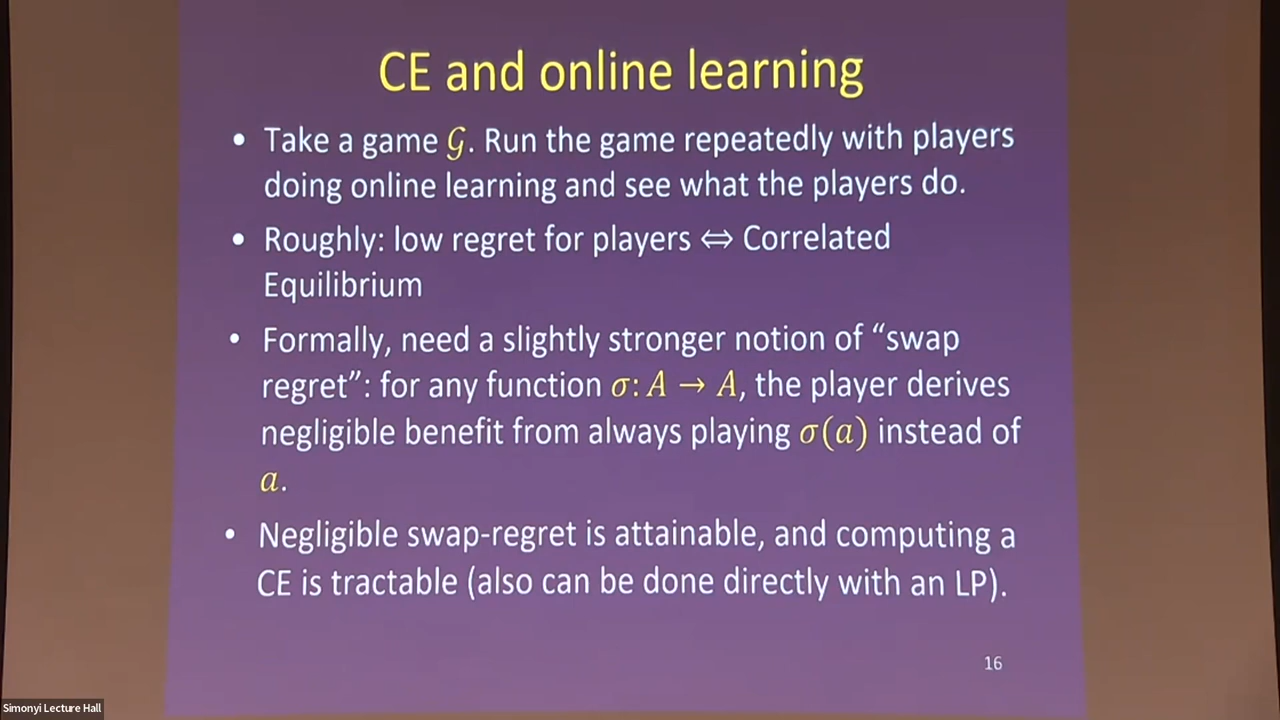 CE and online learning
• Take a game 𝒢. Run the game repeatedly with players
doing online learning and see what the players do.
• Roughly: low regret for players ⇔ Correlated
Equilibrium
• Formally, need a slightly stronger notion of “swap
regret”: for any function σ: A → A, the player derives
negligible benefit from always playing σ(a) instead of
a.
• Negligible swap-regret is attainable, and computing a
CE is tractable (also can be done directly with an LP).
16
Simonyi Lecture Hall